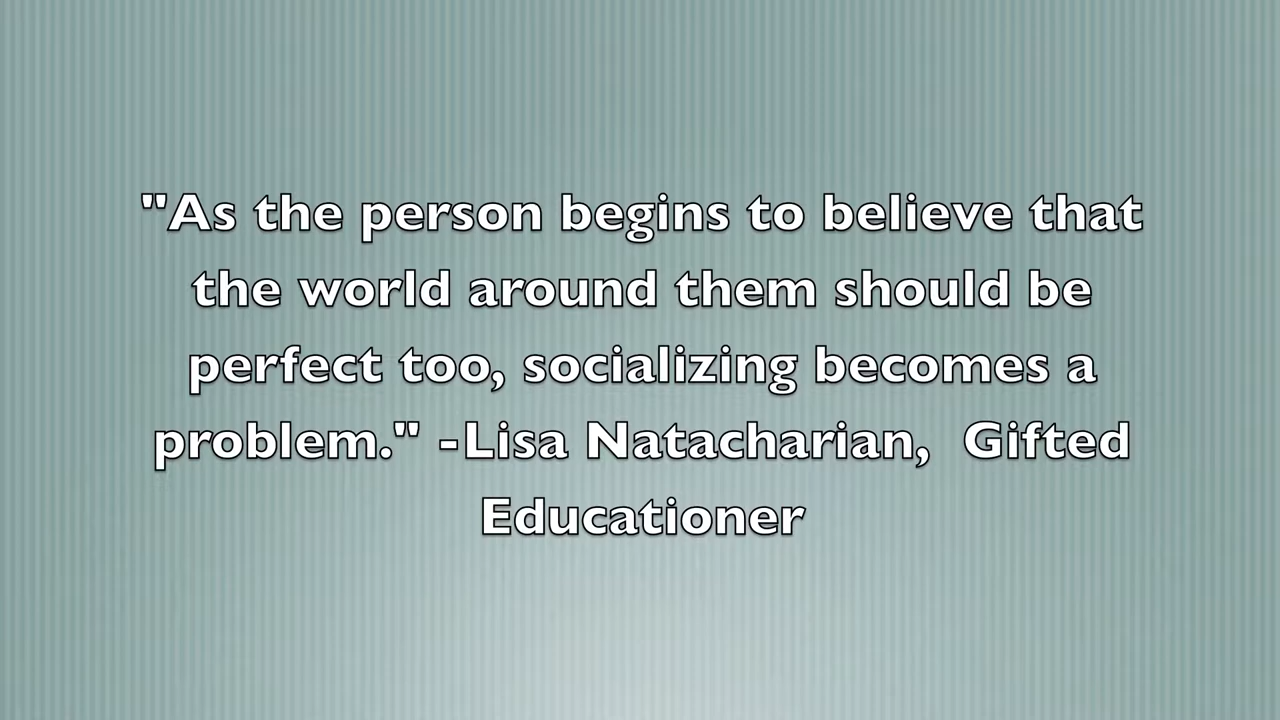 "As the person begins to believe that
the world around them should be
perfect too, socializing becomes a
problem." -Lisa Natacharian,  Gifted
Educationer